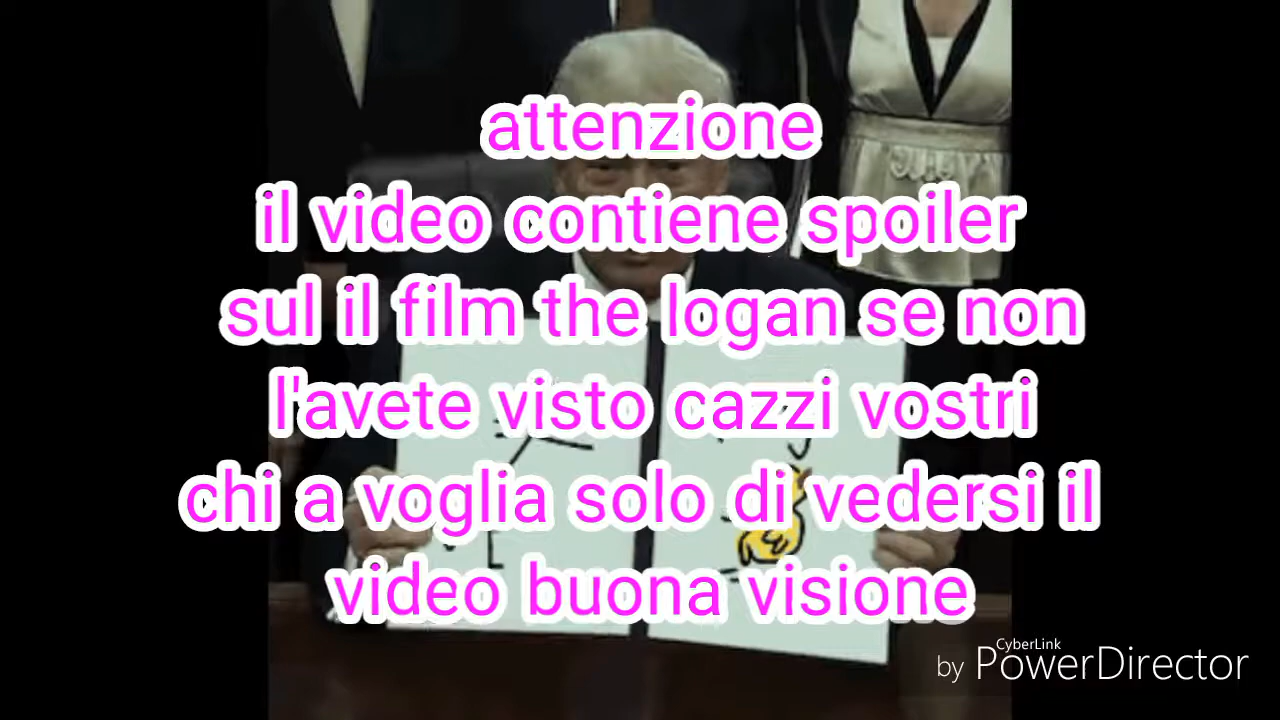 attenzione
il video contiene spoiler
sul il film the logan se non
l'avete visto cazzi vostri
chi a voglia solo di vedersi il
video buona visione
CyberLink
by PowerDirector